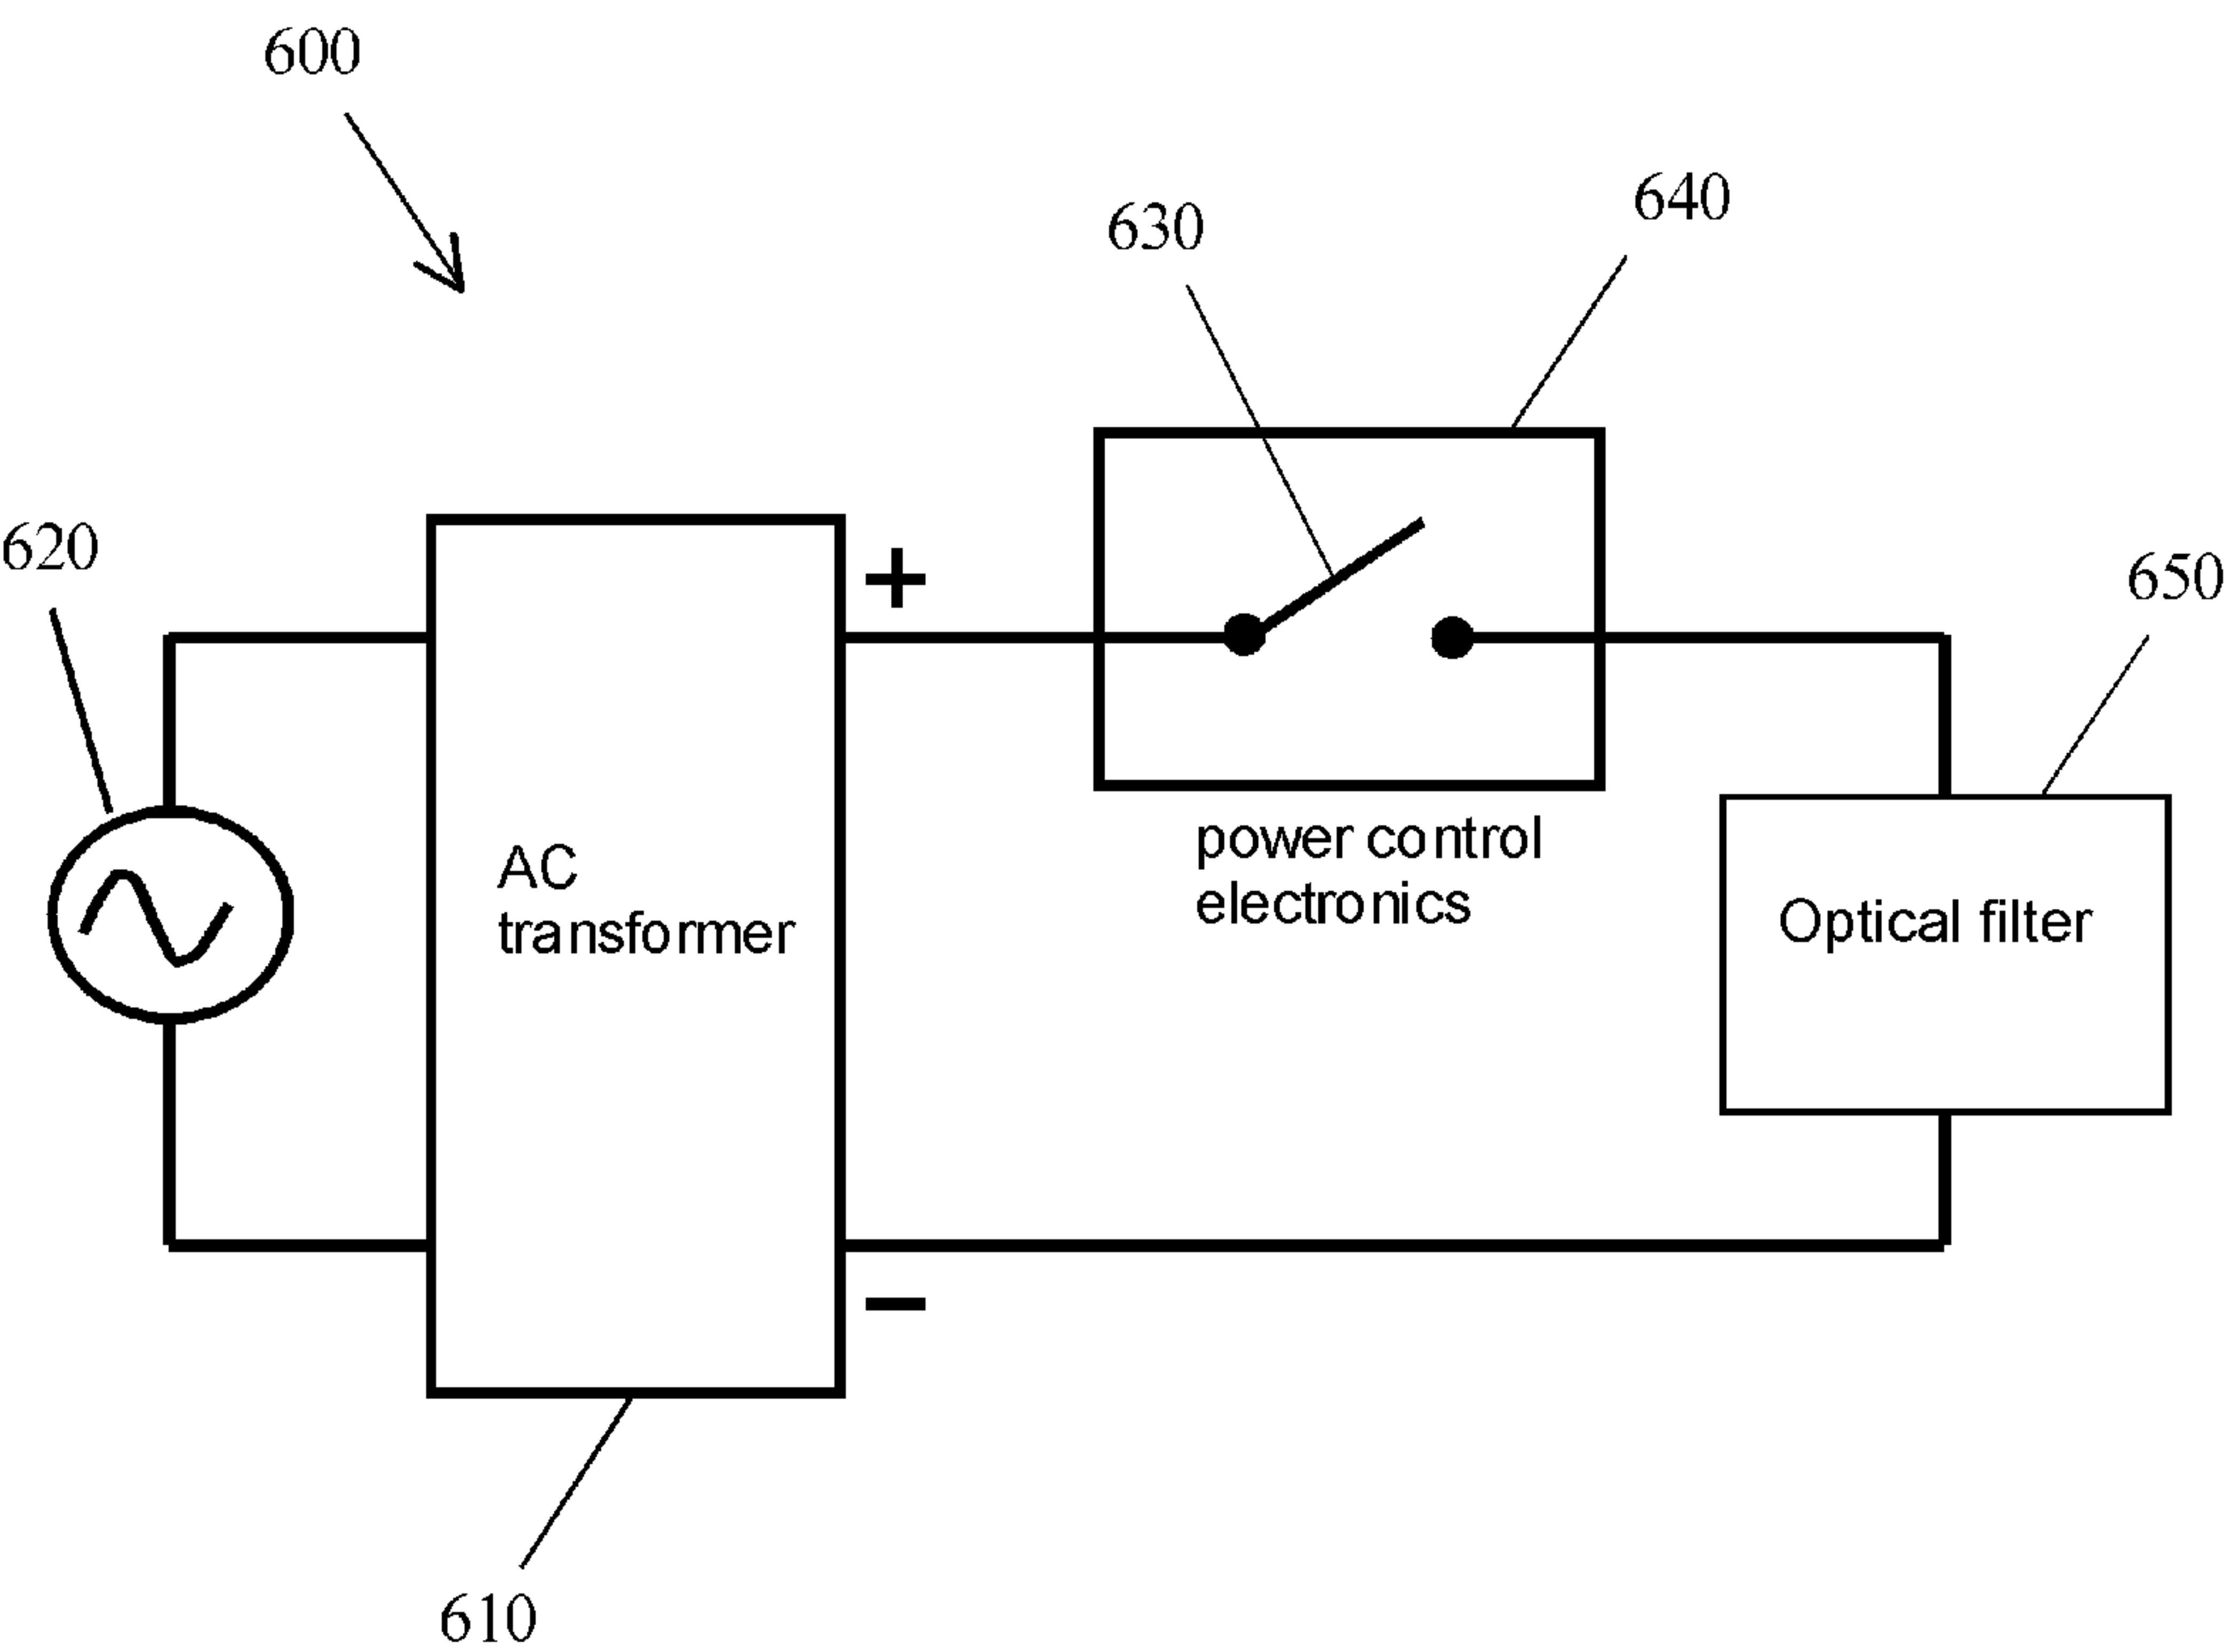 600
640
630
620
+
650
power control
electronics
AC
transformer
Optical filter
−
610